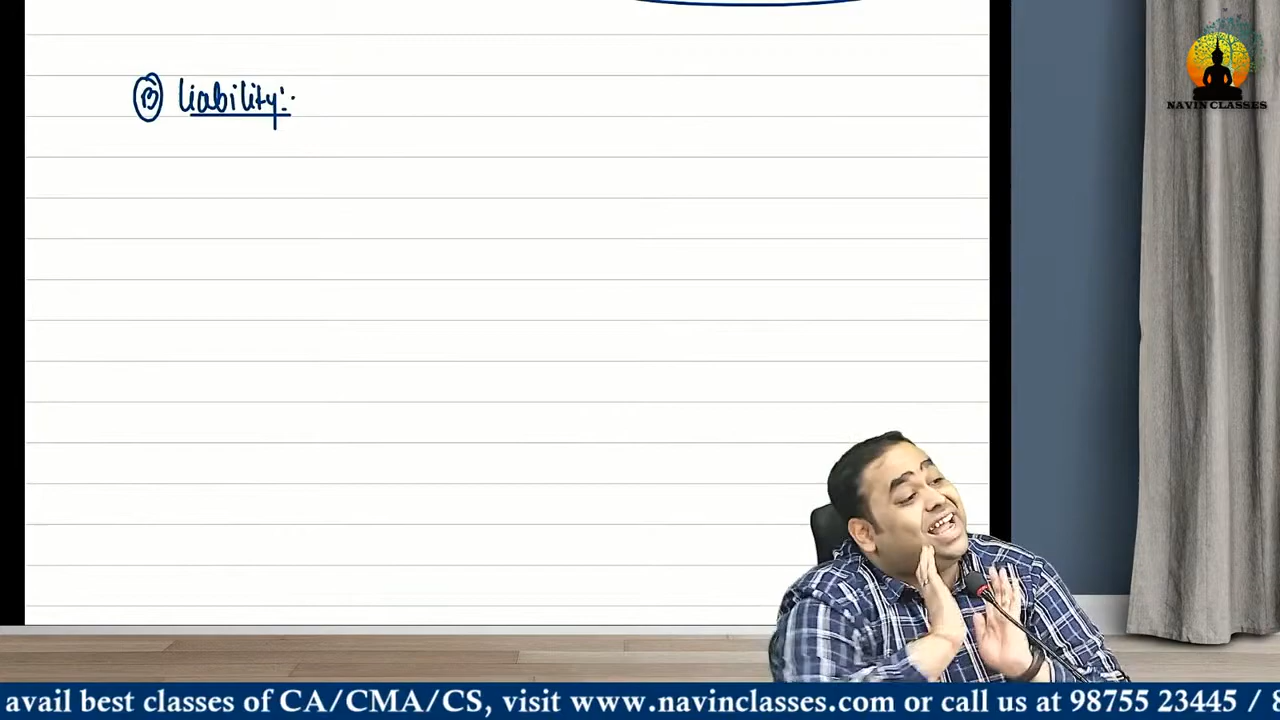 B Liability:-
NAVIN CLASSES
avail best classes of CA/CMA/CS, visit www.navinclasses.com or call us at 98755 23445 / 8